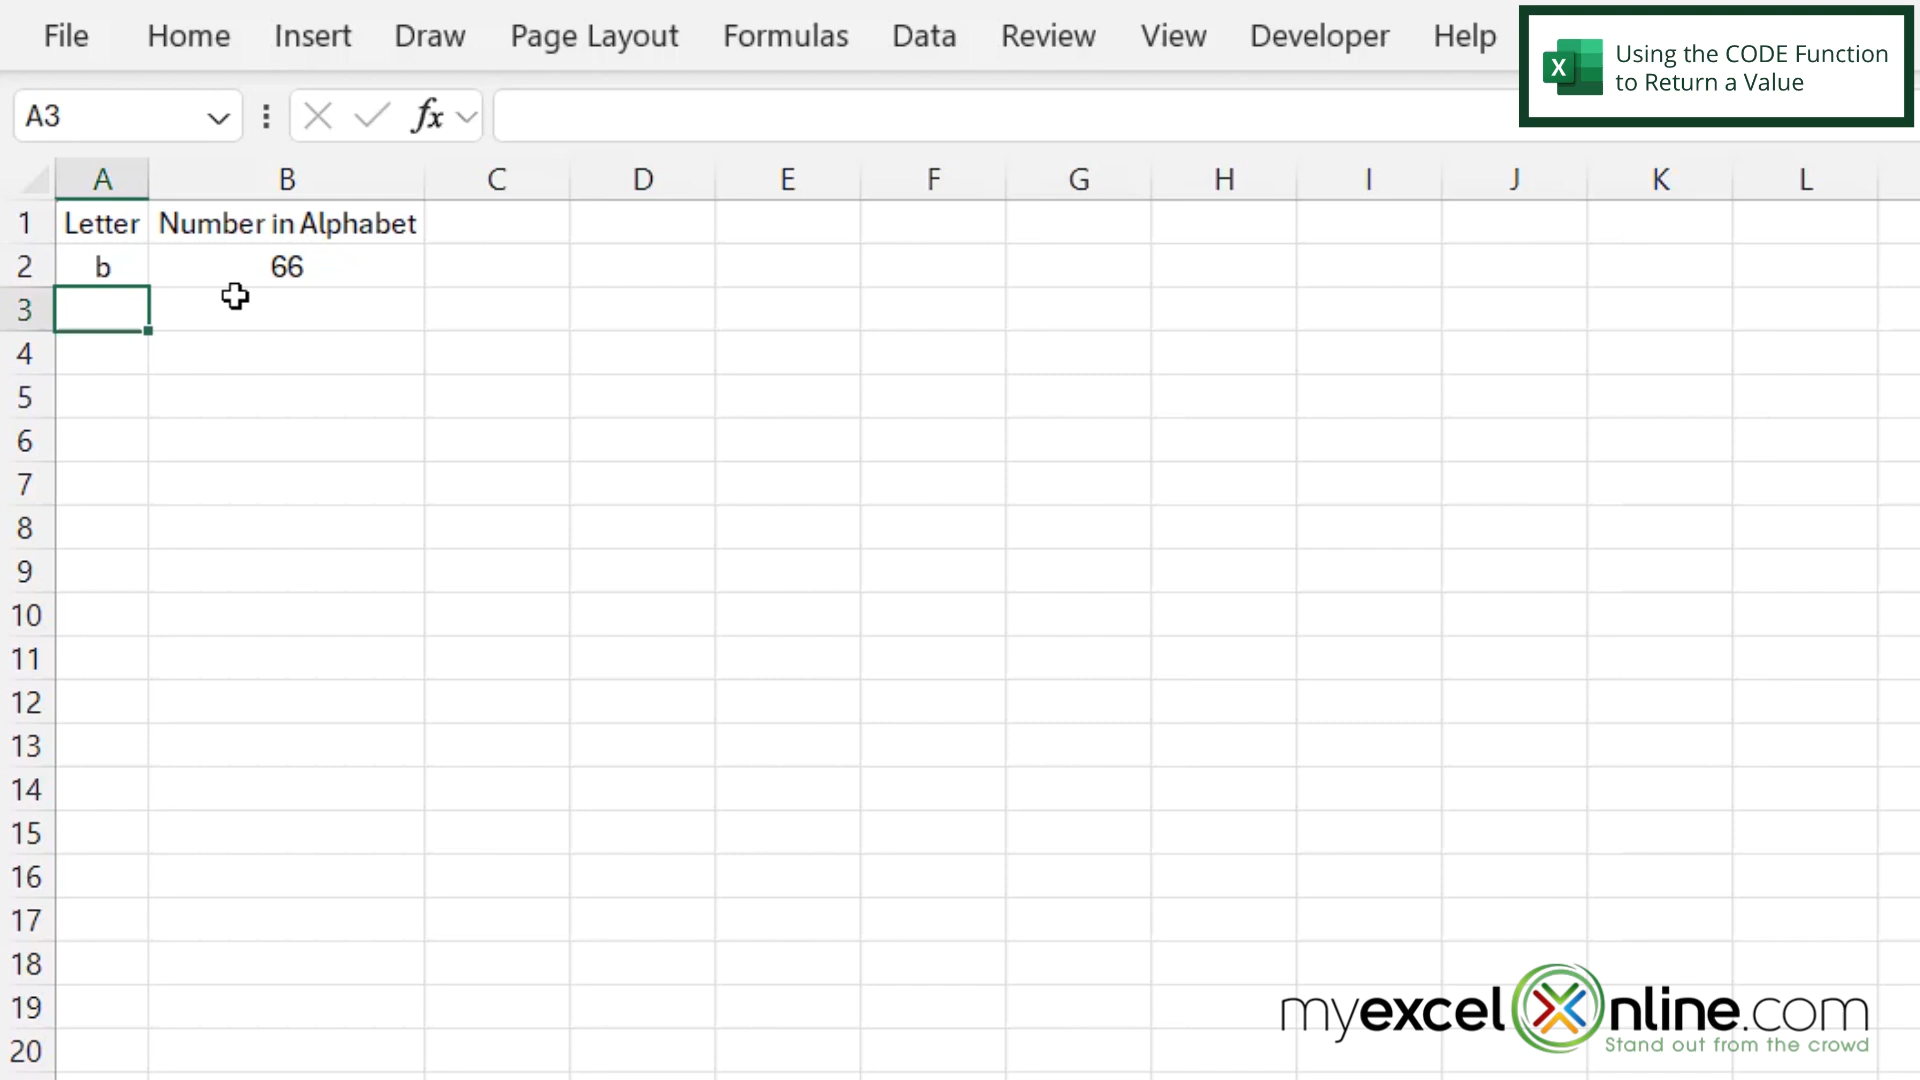 File Home Insert Draw Page Layout Formulas Data Review View Developer Help
Using the CODE Function
to Return a Value
A3 fx
A B C D E F G H I J K L
1 Letter Number in Alphabet
2 b 66
3
4
5
6
7
8
9
10
11
12
13
14
15
16
17
18
19
20
myexcelonline.com
Stand out from the crowd